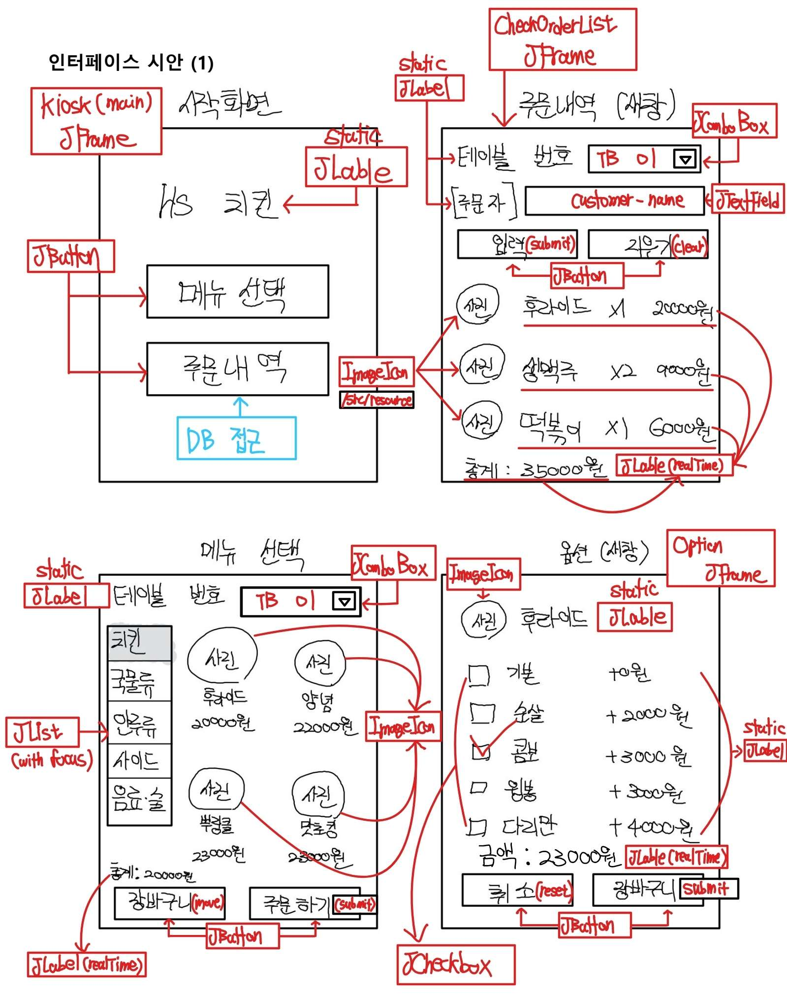 인터페이스 시안 (1)
Kiosk (main)
JFrame
시작화면
static
JLable
HS 치킨
JButton
메뉴 선택
주문내역
DB 접근
CheckOrderList
JFrame
static
JLabel
주문내역 (새창)
JComboBox
테이블 번호 TB 01
[주문자] customer-name
JTextField
입력(submit) 지우기(clear)
JButton
ImageIcon
/src/resource
사진 후라이드 x1 20000원
사진 생맥주 x2 9000원
사진 떡볶이 x1 6000원
총계: 35000원
JLable (realTime)
메뉴 선택
JComboBox
static
JLabel
테이블 번호 TB 01
치킨
국물류
안주류
사이드
음료·술
JList
(with focus)
사진 사진
후라이드 양념
20000원 22000원
ImageIcon
사진 사진
뿌링클 맛초킹
23000원 23000원
총계: 20000원
장바구니(move) 주문하기(submit)
JButton
JLabel (realTime)
옵션 (새창)
Option
JFrame
ImageIcon
static
JLable
사진 후라이드
기본 +0원
순살 +2000원
콤보 +3000원
윙봉 +3000원
다리만 +4000원
static
JLabel
금액: 23000원
JLable (realTime)
취소(reset) 장바구니 submit
JButton
JCheckbox